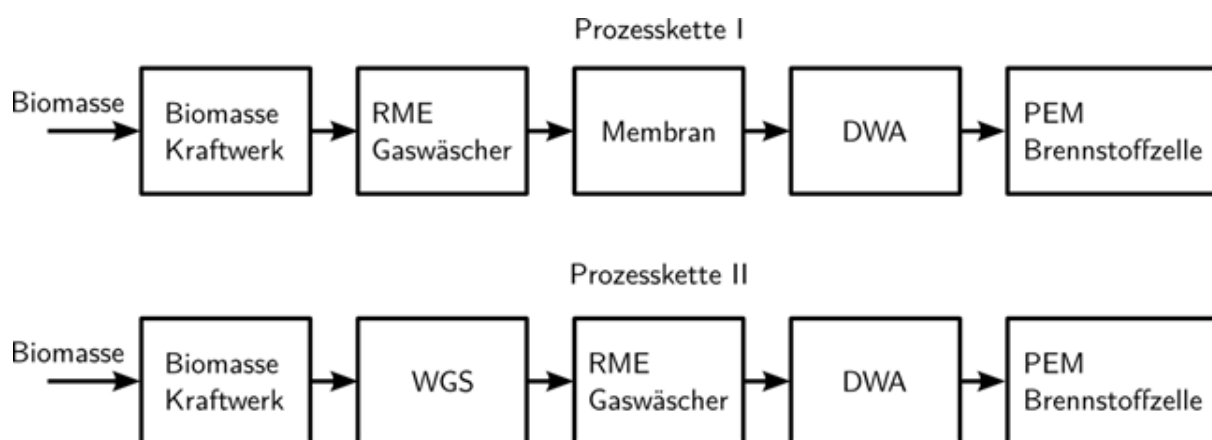 Prozesskette I
Biomasse
Biomasse
Kraftwerk
RME
Gaswäscher
Membran
DWA
PEM
Brennstoffzelle
Prozesskette II
Biomasse
Biomasse
Kraftwerk
WGS
RME
Gaswäscher
DWA
PEM
Brennstoffzelle